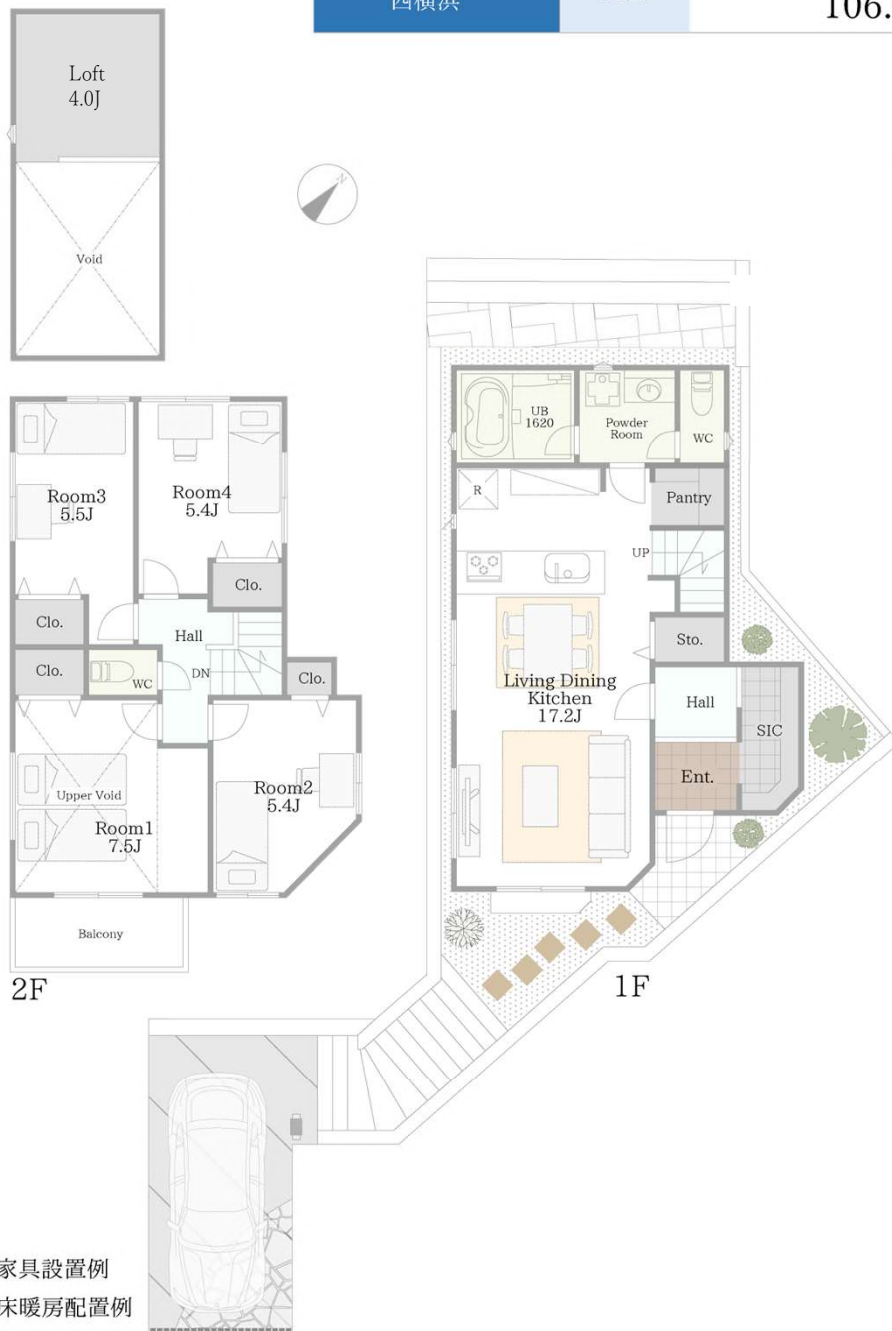 西横浜
106.
Loft
4.0J
N
Void
Room3
5.5J
Room4
5.4J
Clo.
Clo.
Hall
Clo.
WC
DN
Clo.
Upper Void
Room1
7.5J
Room2
5.4J
Balcony
2F
UB
1620
Powder
Room
WC
R
Pantry
UP
Sto.
Living Dining
Kitchen
17.2J
Hall
SIC
Ent.
1F
家具設置例
床暖房配置例